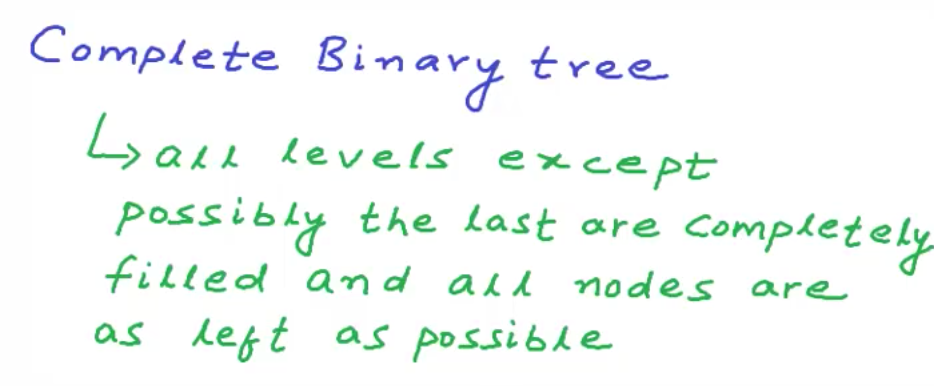 Complete Binary tree
↳ all levels except
possibly the last are completely
filled and all nodes are
as left as possible